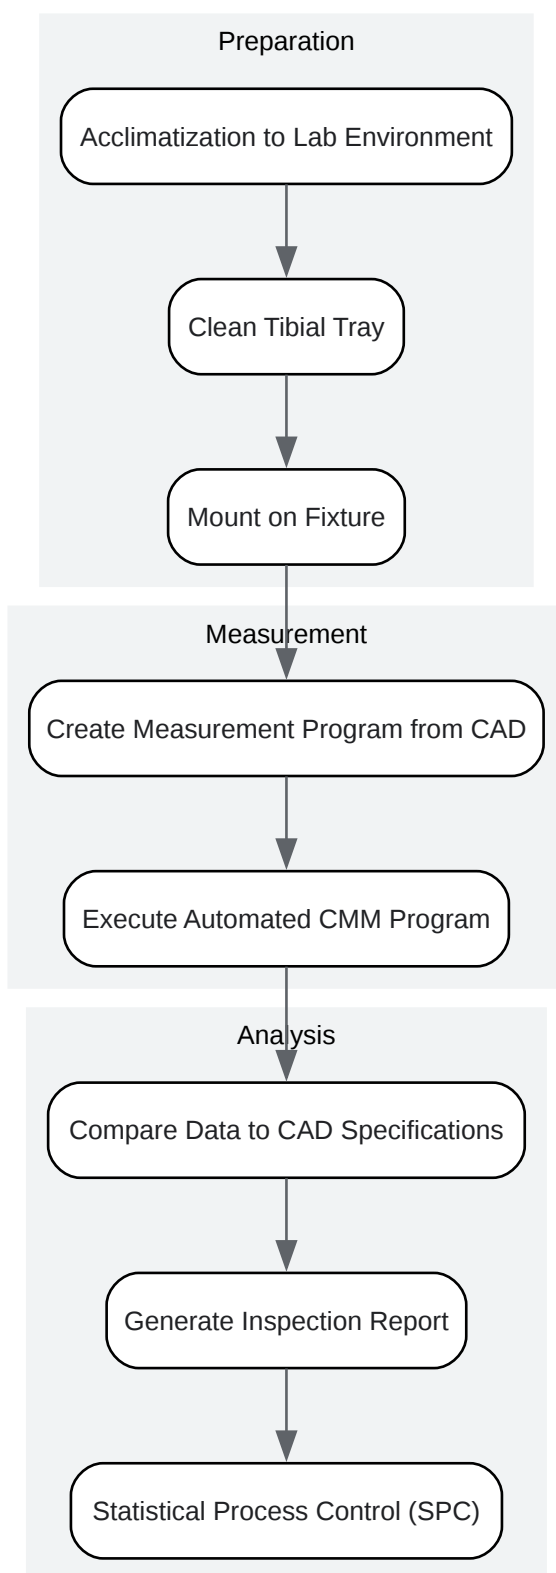 Preparation
Acclimatization to Lab Environment
Clean Tibial Tray
Mount on Fixture
Measurement
Create Measurement Program from CAD
Execute Automated CMM Program
Analysis
Compare Data to CAD Specifications
Generate Inspection Report
Statistical Process Control (SPC)